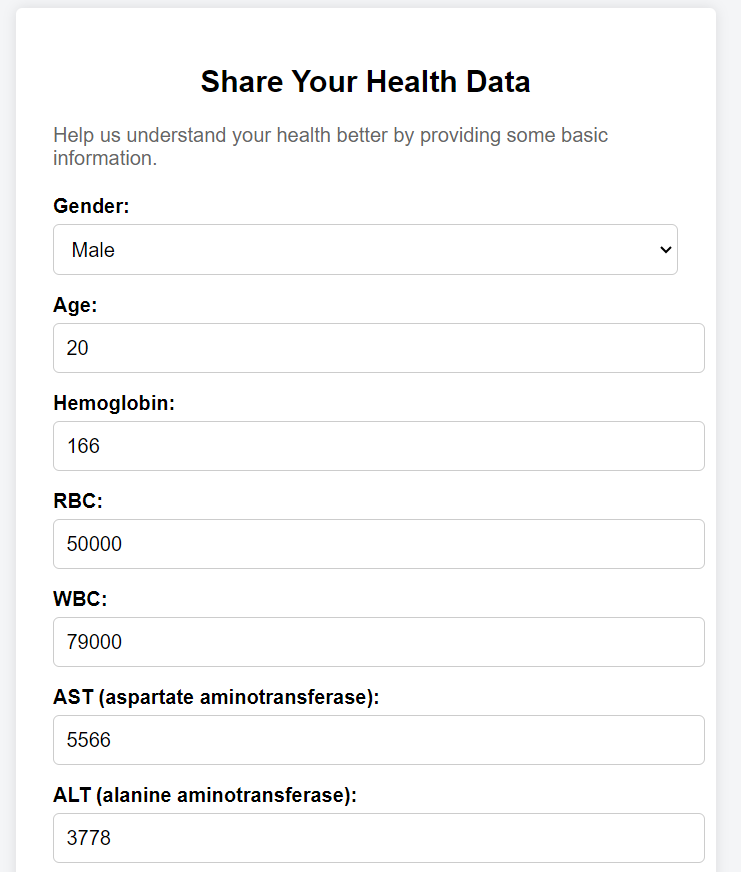 Share Your Health Data
Help us understand your health better by providing some basic
information.
Gender:
Male
Age:
20
Hemoglobin:
166
RBC:
50000
WBC:
79000
AST (aspartate aminotransferase):
5566
ALT (alanine aminotransferase):
3778